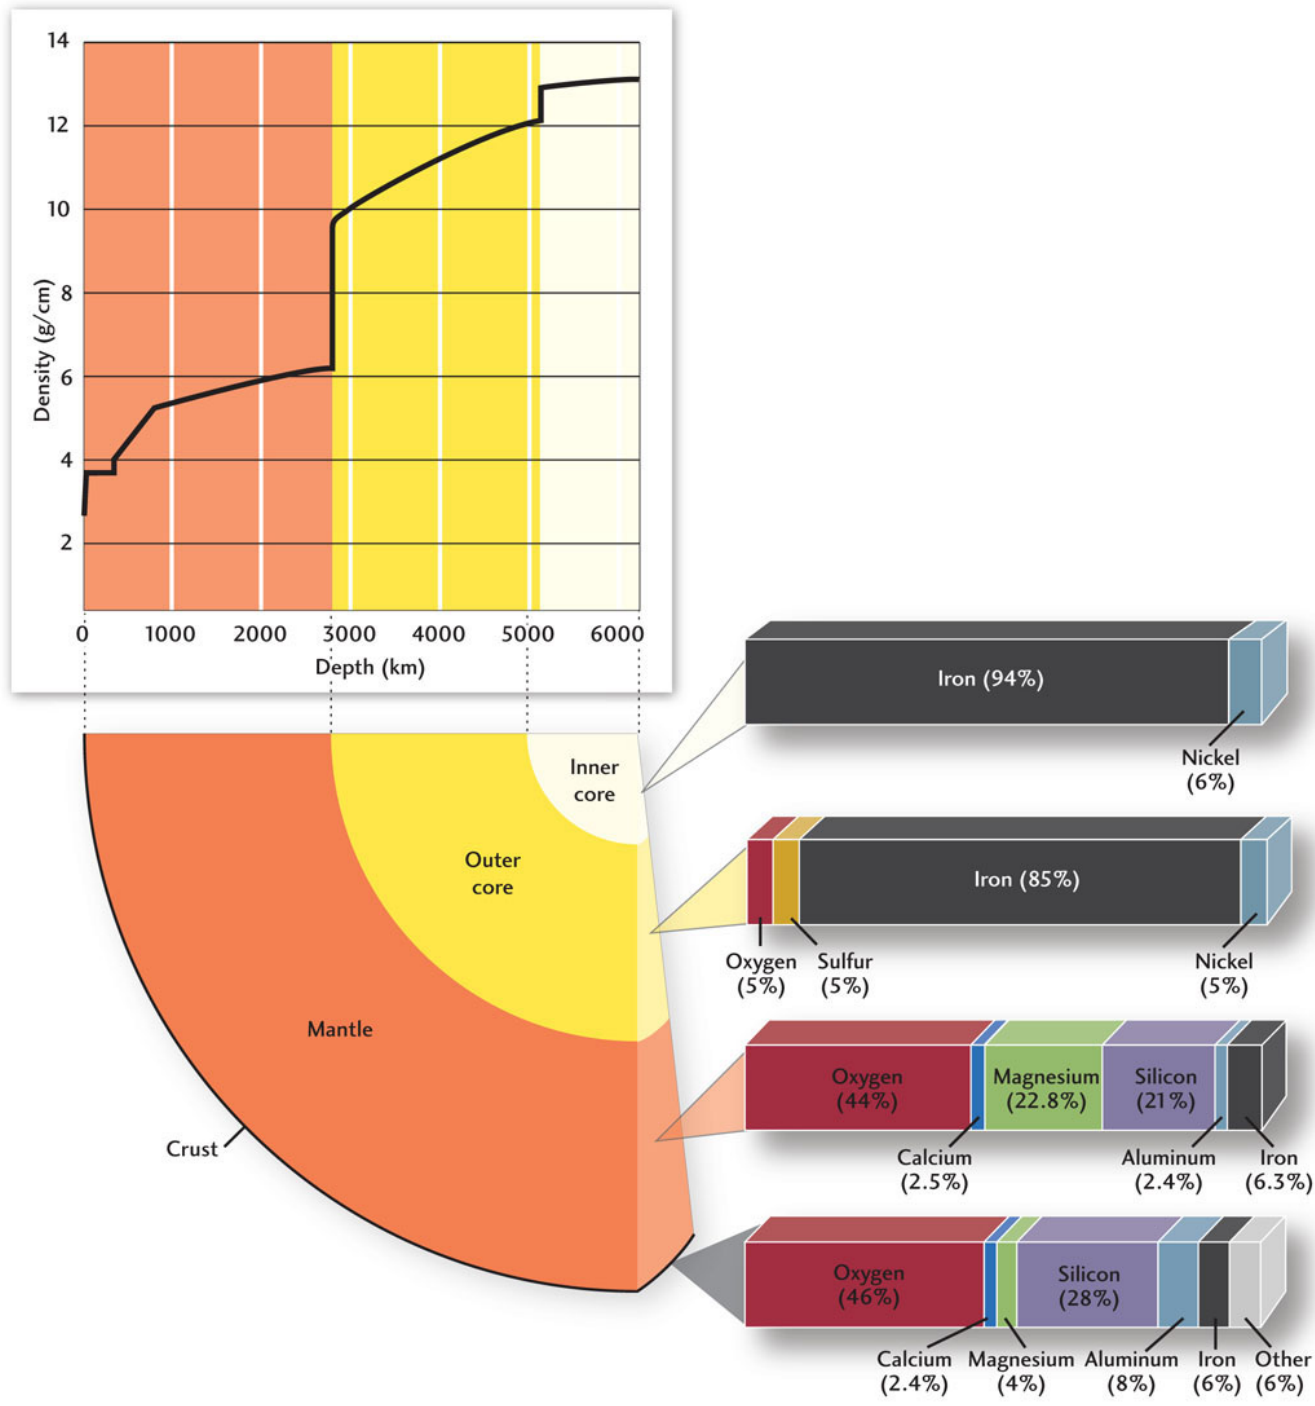 14
12
10
8
6
4
2
Density (g/cm)
0 1000 2000 3000 4000 5000 6000
Depth (km)
Iron (94%)
Nickel
(6%)
Inner
core
Outer
core
Mantle
Crust
Iron (85%)
Oxygen
(5%)
Sulfur
(5%)
Nickel
(5%)
Oxygen
(44%)
Magnesium
(22.8%)
Silicon
(21%)
Calcium
(2.5%)
Aluminum
(2.4%)
Iron
(6.3%)
Oxygen
(46%)
Silicon
(28%)
Calcium
(2.4%)
Magnesium
(4%)
Aluminum
(8%)
Iron
(6%)
Other
(6%)